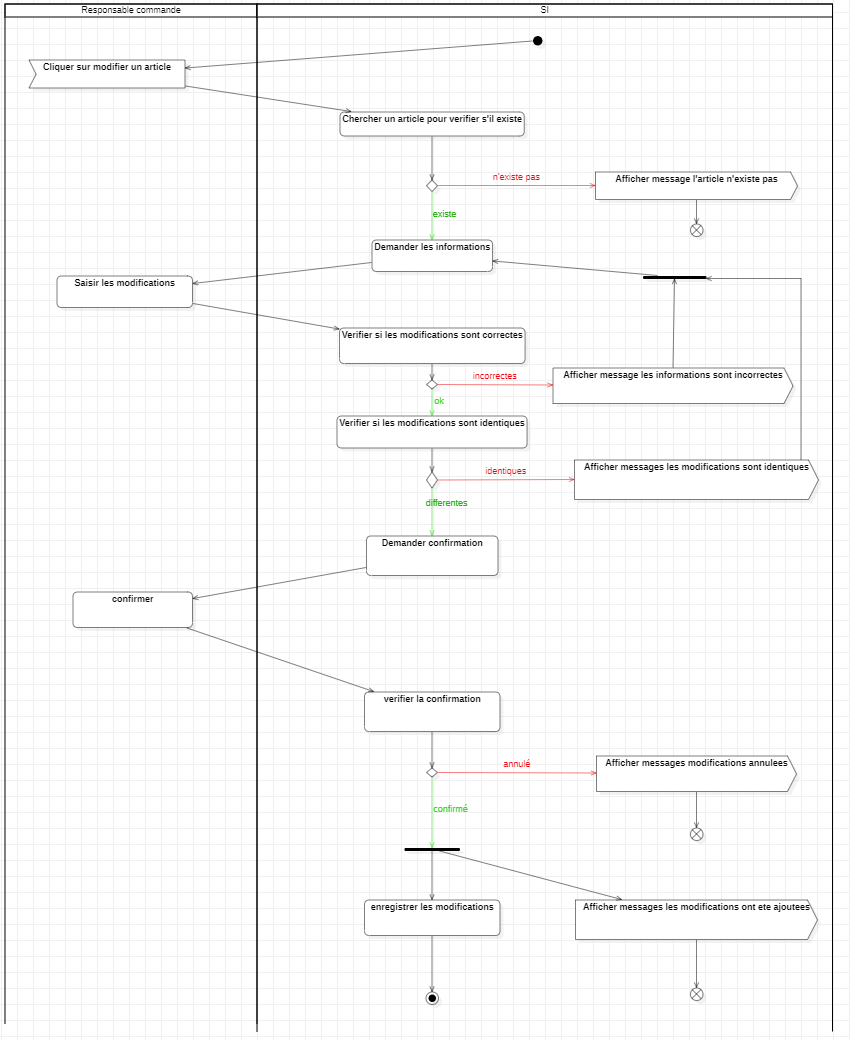 Responsable commande
SI
Cliquer sur modifier un article
Chercher un article pour verifier s'il existe
n'existe pas
Afficher message l'article n'existe pas
existe
Demander les informations
Saisir les modifications
Verifier si les modifications sont correctes
incorrectes
Afficher message les informations sont incorrectes
ok
Verifier si les modifications sont identiques
identiques
Afficher messages les modifications sont identiques
differentes
Demander confirmation
confirmer
verifier la confirmation
annulé
Afficher messages modifications annulees
confirmé
enregistrer les modifications
Afficher messages les modifications ont ete ajoutees